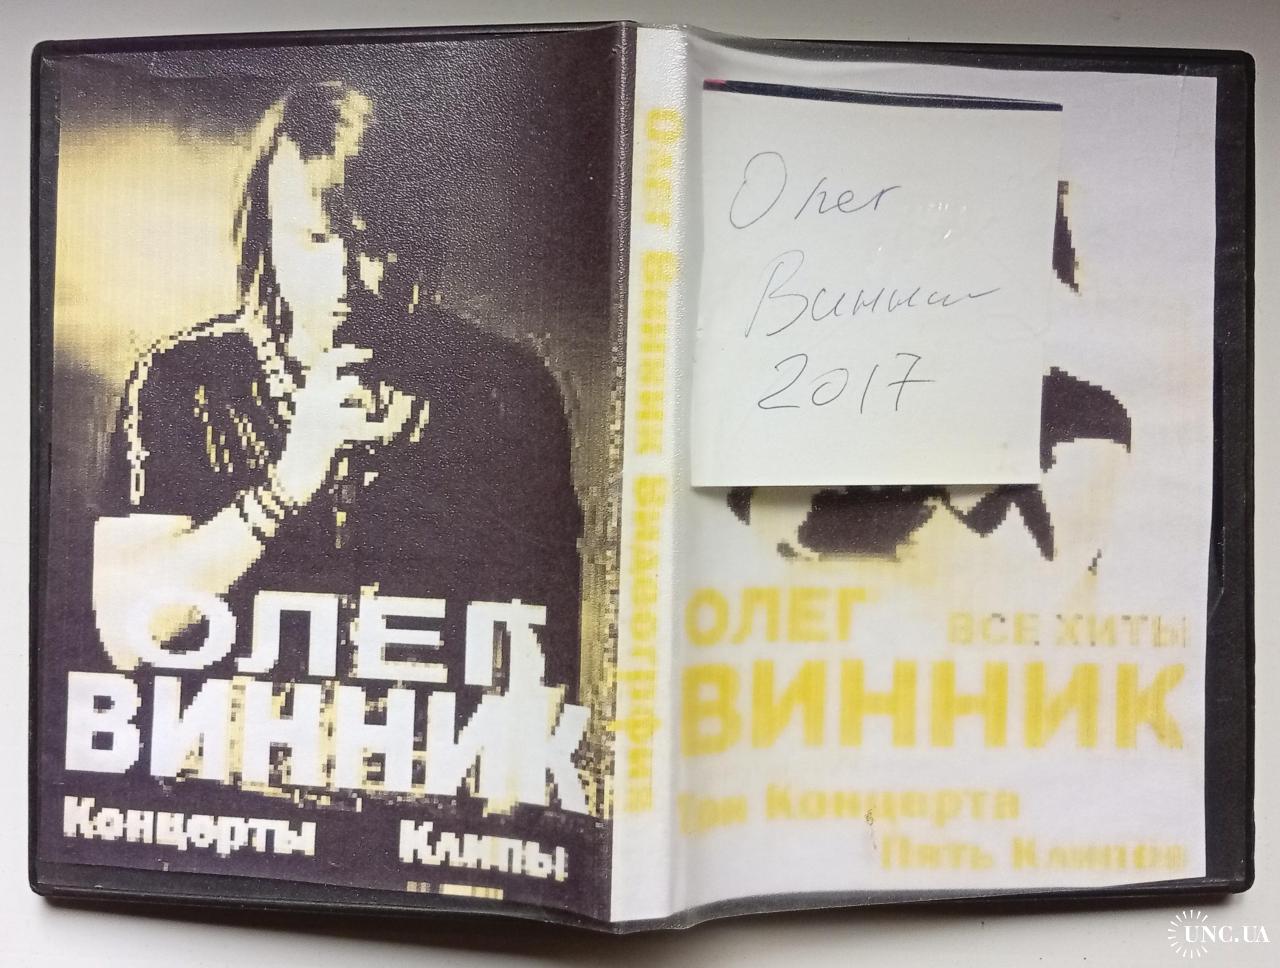 ОЛЕГ
ВИННИК
Концерты Клипы
ОЛЕГ ВИННИК Видеография
Олег
Винник
2017
ОЛЕГ ВСЕ ХИТЫ
ВИННИК
Три Концерта
Пять Клипов
UNC.UA